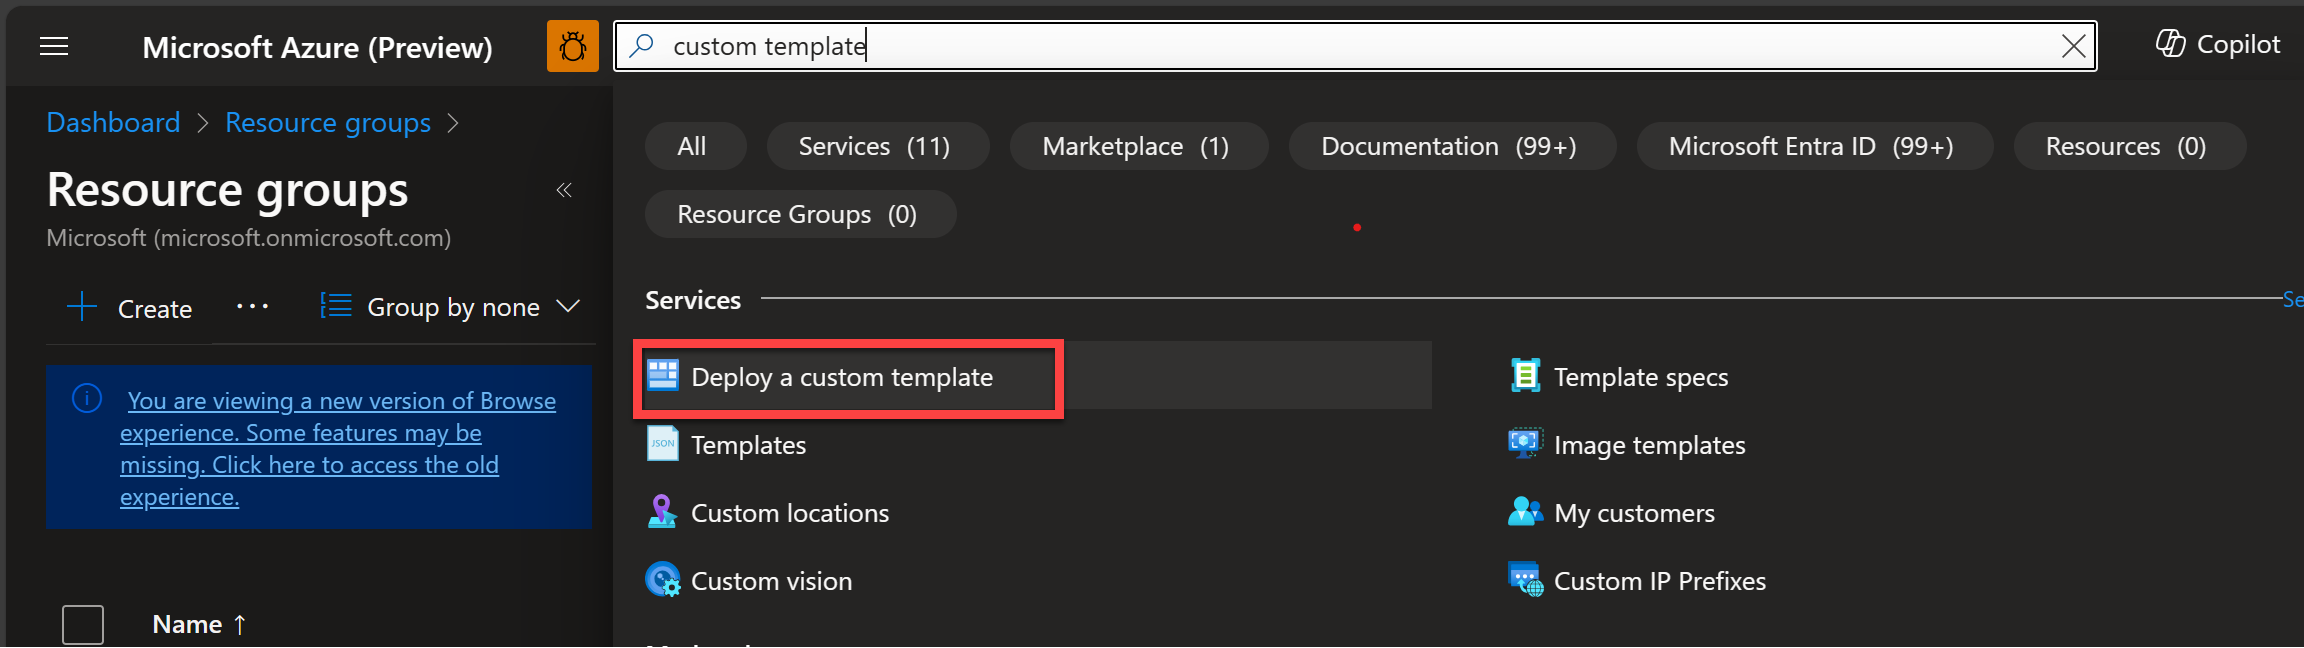 Microsoft Azure (Preview)
custom template
Copilot
Dashboard > Resource groups >
Resource groups
Microsoft (microsoft.onmicrosoft.com)
Create
Group by none
You are viewing a new version of Browse
experience. Some features may be
missing. Click here to access the old
experience.
Name ↑
All
Services (11)
Marketplace (1)
Documentation (99+)
Microsoft Entra ID (99+)
Resources (0)
Resource Groups (0)
Services
Se
Deploy a custom template
JSON
Templates
Custom locations
Custom vision
Template specs
Image templates
My customers
Custom IP Prefixes